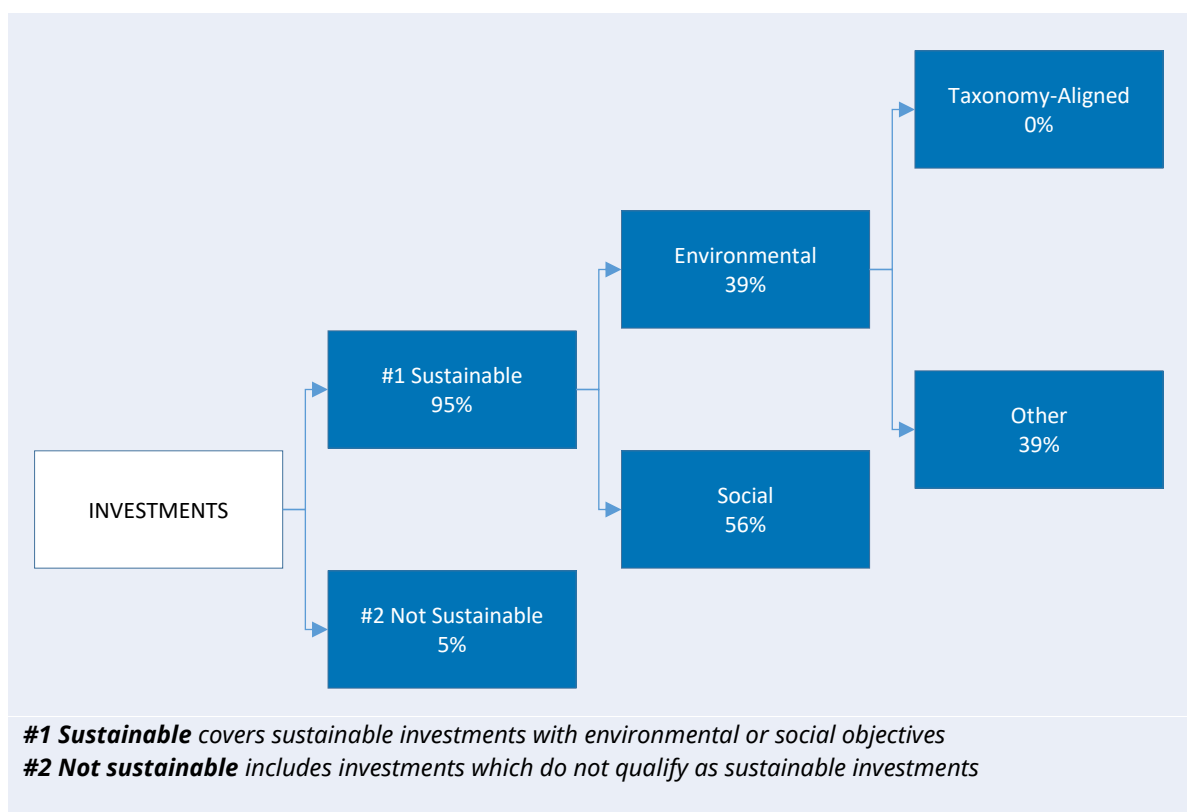 INVESTMENTS
#1 Sustainable
95%
#2 Not Sustainable
5%
Environmental
39%
Social
56%
Taxonomy-Aligned
0%
Other
39%
#1 Sustainable covers sustainable investments with environmental or social objectives
#2 Not sustainable includes investments which do not qualify as sustainable investments